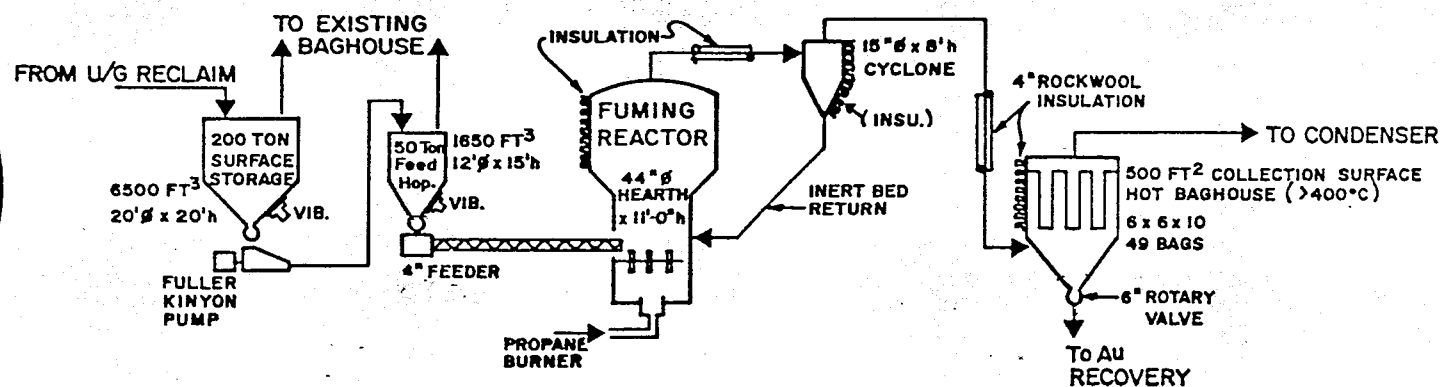 TO EXISTING
BAGHOUSE
FROM U/G RECLAIM
200 TON
SURFACE
STORAGE
6500 FT³
20'Ø x 20'h
VIB.
FULLER
KINYON
PUMP
50 Ton
Feed
Hop.
1650 FT³
12'Ø x 15'h
VIB.
4" FEEDER
INSULATION
FUMING
REACTOR
44"Ø
HEARTH
x 11'-0"h
PROPANE
BURNER
15"Ø x 8'h
CYCLONE
(INSU.)
INERT BED
RETURN
4" ROCKWOOL
INSULATION
TO CONDENSER
500 FT² COLLECTION SURFACE
HOT BAGHOUSE (>400°C)
6 x 6 x 10
49 BAGS
6" ROTARY
VALVE
To Au
RECOVERY